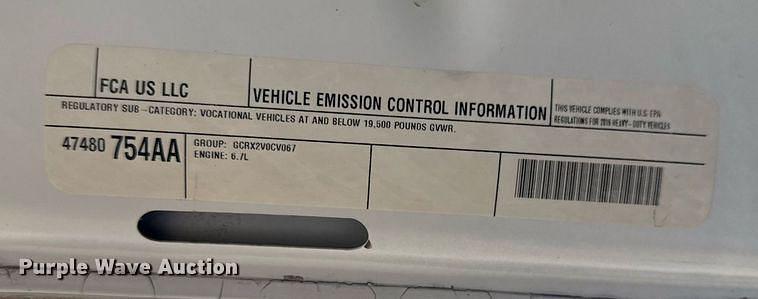 FCA US LLC
VEHICLE EMISSION CONTROL INFORMATION
THIS VEHICLE COMPLIES WITH U.S. EPA
REGULATIONS FOR 2016 HEAVY-DUTY VEHICLES
REGULATORY SUB-CATEGORY: VOCATIONAL VEHICLES AT AND BELOW 19,500 POUNDS GVWR.
47480 754AA
GROUP: GCRX2V0CV067
ENGINE: 6.7L
Purple Wave Auction